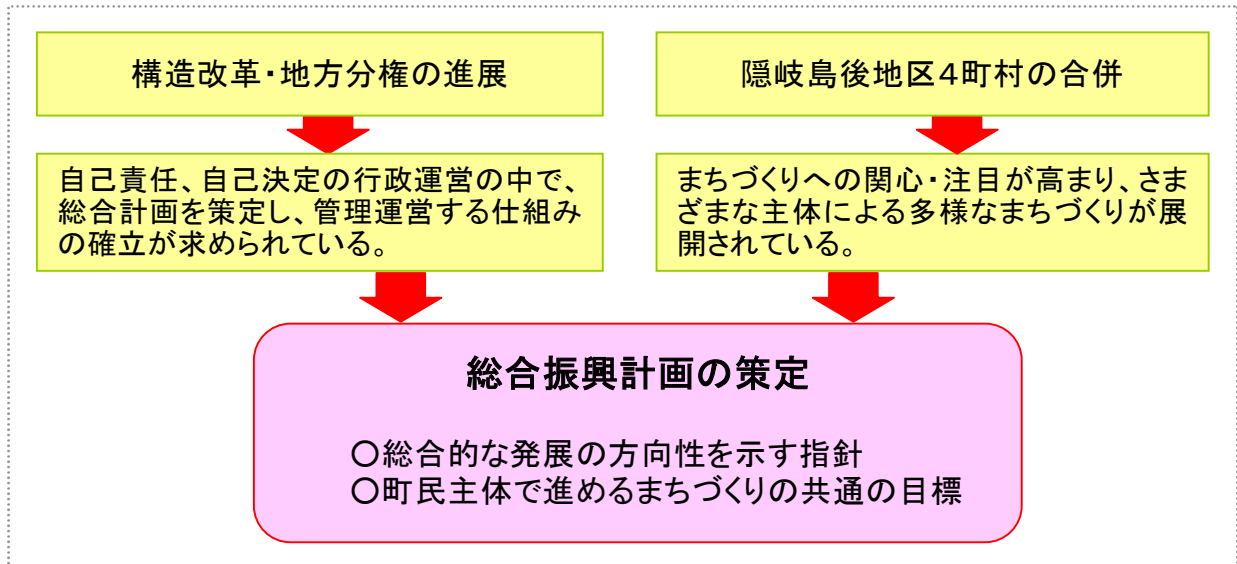 構造改革・地方分権の進展
隠岐島後地区4町村の合併
自己責任、自己決定の行政運営の中で、
総合計画を策定し、管理運営する仕組み
の確立が求められている。
まちづくりへの関心・注目が高まり、さま
ざまな主体による多様なまちづくりが展
開されている。
総合振興計画の策定
○総合的な発展の方向性を示す指針
○町民主体で進めるまちづくりの共通の目標